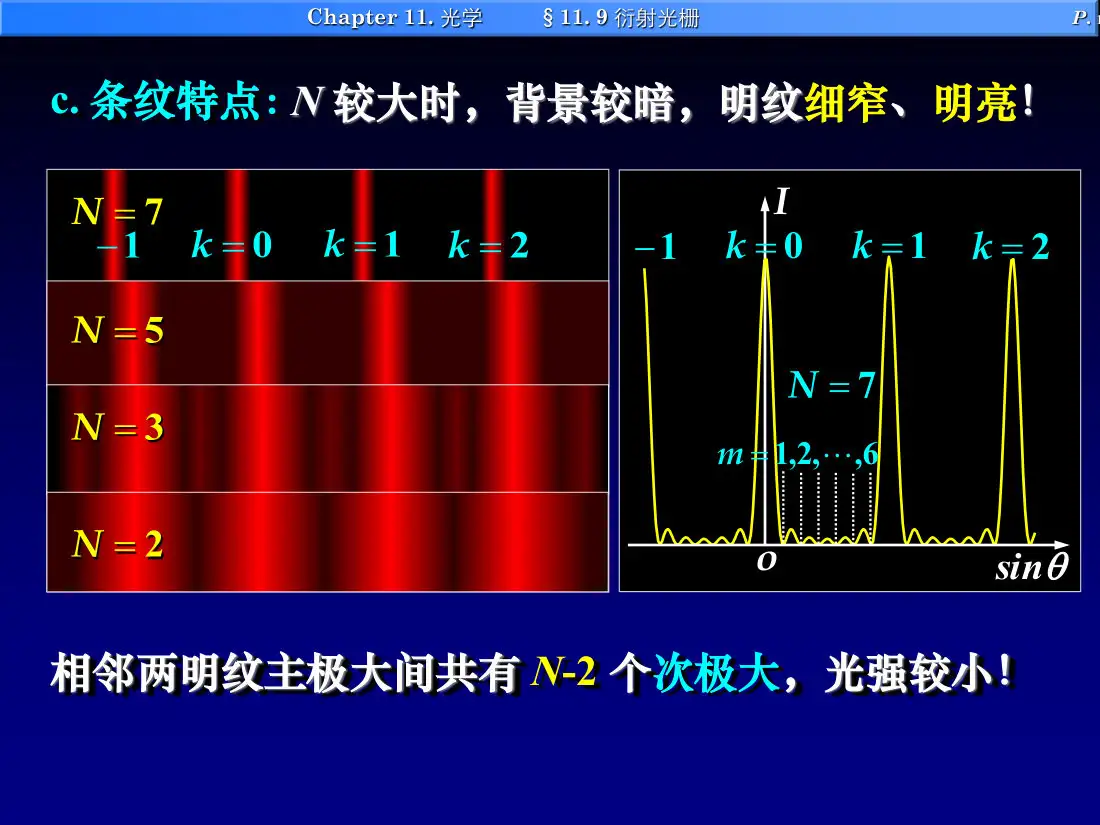 Chapter 11. 光学 § 11. 9 衍射光栅 P.
c. 条纹特点: N 较大时，背景较暗，明纹细窄、明亮!
N = 7
– 1 k = 0 k = 1 k = 2
N = 5
N = 3
N = 2
I
– 1 k = 0 k = 1 k = 2
N = 7
m = 1,2,⋯,6
o
sinθ
相邻两明纹主极大间共有 N-2 个次极大，光强较小!